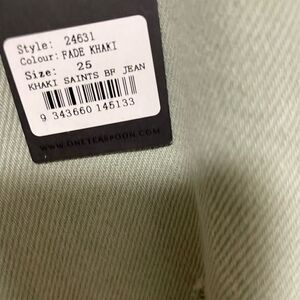 Style: 24631
Colour: FADE KHAKI
Size: 25
KHAKI SAINTS BF JEAN
9 343660 145133
WWW.ONETEASPOON.COM